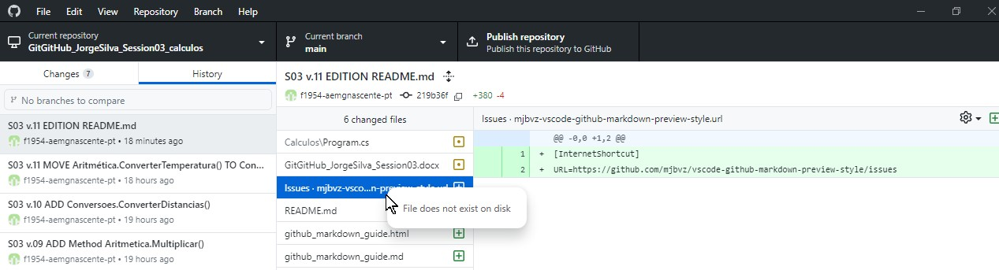 File Edit View Repository Branch Help
Current repository
GitGitHub_JorgeSilva_Session03_calculos
Current branch
main
Publish repository
Publish this repository to GitHub
Changes 7
History
No branches to compare
S03 v.11 EDITION README.md
f1954-aemgnascente-pt • 18 minutes ago
S03 v.11 MOVE Aritmética.ConverterTemperatura() TO Con...
f1954-aemgnascente-pt • 18 hours ago
S03 v.10 ADD Conversoes.ConverterDistancias()
f1954-aemgnascente-pt • 19 hours ago
S03 v.09 ADD Method Aritmetica.Multiplicar()
f1954-aemgnascente-pt • 19 hours ago
S03 v.11 EDITION README.md
f1954-aemgnascente-pt 219b36f +380 -4
6 changed files
Calculos\Program.cs
GitGitHub_JorgeSilva_Session03.docx
Issues · mjbvz-vsco...n-preview-style.url
README.md
github_markdown_guide.html
github_markdown_guide.md
File does not exist on disk
Issues · mjbvz-vscode-github-markdown-preview-style.url
@@ -0,0 +1,2 @@
1 + [InternetShortcut]
2 + URL=https://github.com/mjbvz/vscode-github-markdown-preview-style/issues